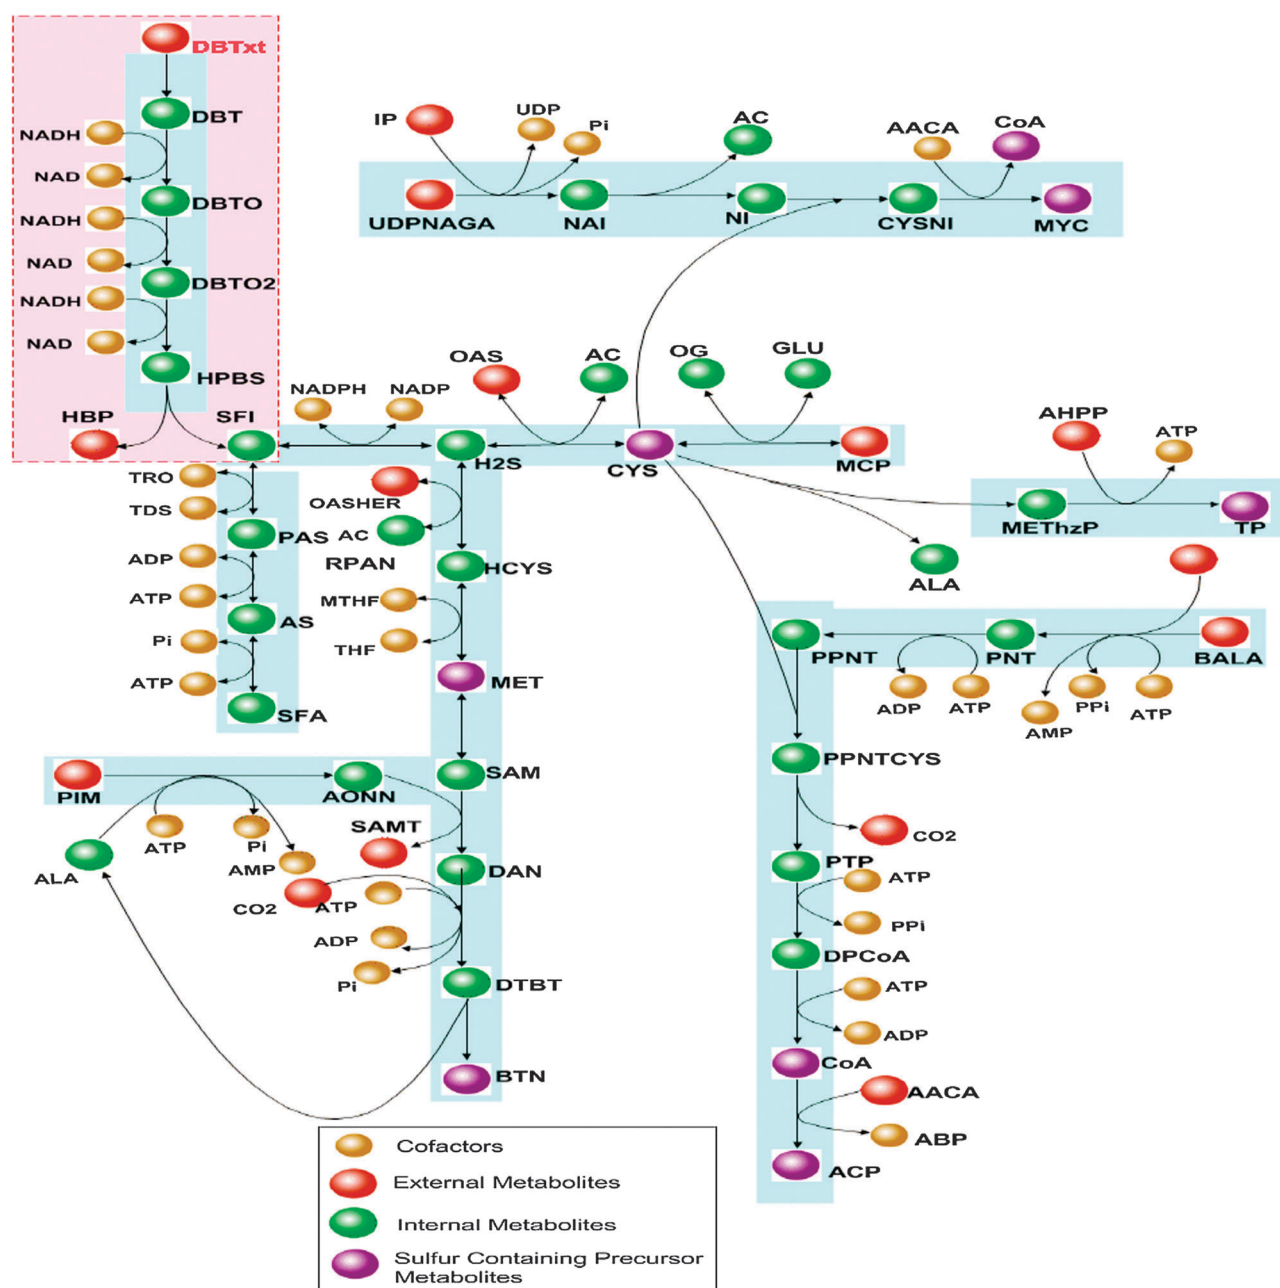 DBTxt
DBT
NADH
NAD
DBTO
NADH
NAD
DBTO2
NADH
NAD
HPBS
HBP
SFI
IP
UDP
Pi
AC
AACA
CoA
UDPNAGA
NAI
NI
CYSNI
MYC
NADPH
NADP
OAS
AC
OG
GLU
H2S
CYS
MCP
AHPP
ATP
METhzP
TP
ALA
TRO
TDS
PAS
ADP
ATP
AS
Pi
ATP
SFA
OASHER
AC
RPAN
HCYS
MTHF
THF
MET
SAM
PPNT
PNT
BALA
ADP
ATP
AMP
PPi
ATP
PPNTCYS
CO2
PTP
ATP
PPi
DPCoA
ATP
ADP
CoA
AACA
ABP
ACP
PIM
AONN
ATP
Pi
AMP
ALA
SAMT
DAN
CO2
ATP
ADP
Pi
DTBT
BTN
Cofactors
External Metabolites
Internal Metabolites
Sulfur Containing Precursor
Metabolites